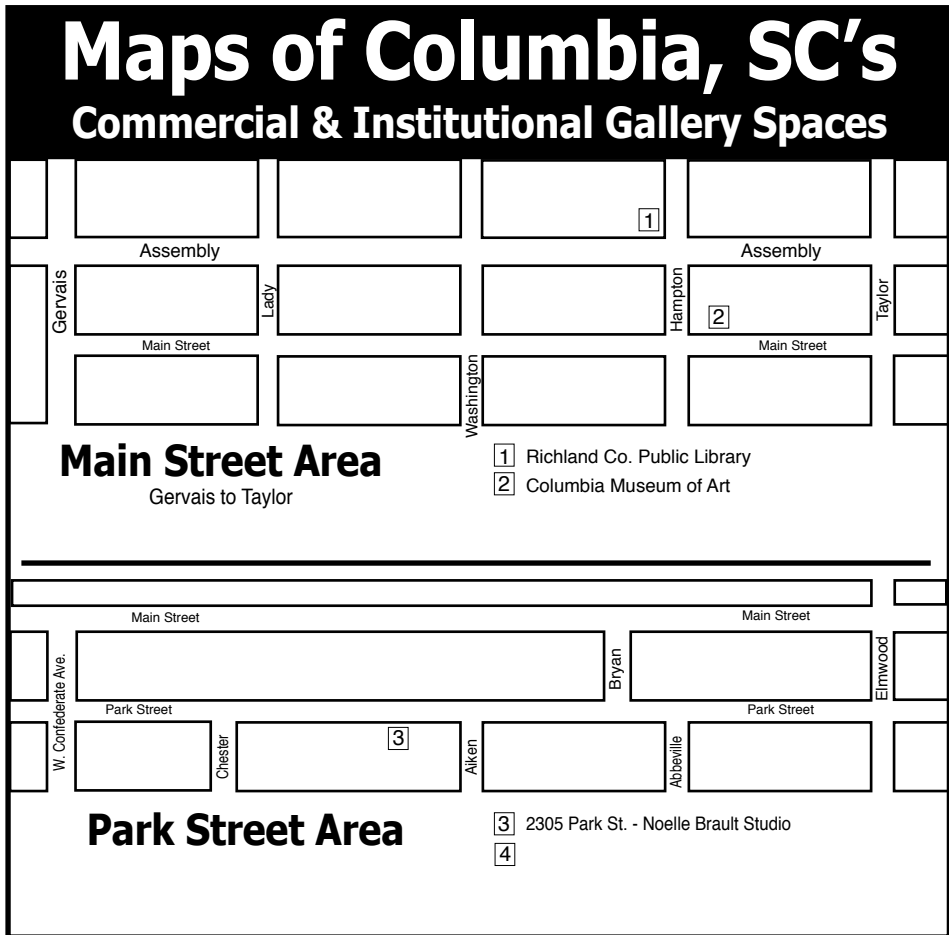 Maps of Columbia, SC's
Commercial & Institutional Gallery Spaces
1
Assembly
Assembly
Gervais
Lady
Hampton
Taylor
2
Main Street
Main Street
Washington
Main Street Area
Gervais to Taylor
1 Richland Co. Public Library
2 Columbia Museum of Art
Main Street
Main Street
W. Confederate Ave.
Bryan
Elmwood
Park Street
Park Street
Chester
3
Aiken
Abbeville
Park Street Area
3 2305 Park St. - Noelle Brault Studio
4